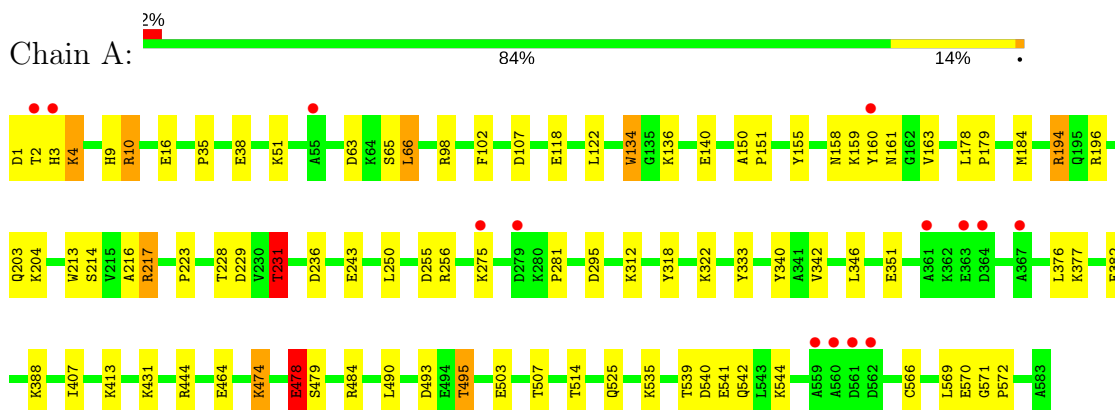 2%
Chain A:
84% 14% •
D1 T2 H3 K4 H9 R10 E16 P35 E38 K51 A55 D63 K64 S65 L66 R98 F102 D107 E118 L122 W134 G135 K136 E140 A150 P151 Y155 N158 K159 Y160 N161 G162 V163 L178 P179 M184 R194 Q195 R196
Q203 K204 W213 S214 V215 A216 R217 P223 T228 D229 V230 T231 D236 E243 L250 D255 R256 K275 D279 K280 P281 D295 K312 Y318 K322 Y333 Y340 A341 V342 L346 E351 A361 K362 E363 D364 A367 L376 K377
K388 I407 K413 K431 R444 E464 K474 E478 S479 R484 L490 D493 E494 T495 E503 T507 T514 Q525 K535 T539 D540 E541 Q542 L543 K544 A559 A560 D561 D562 C566 L569 E570 G571 P572 A583